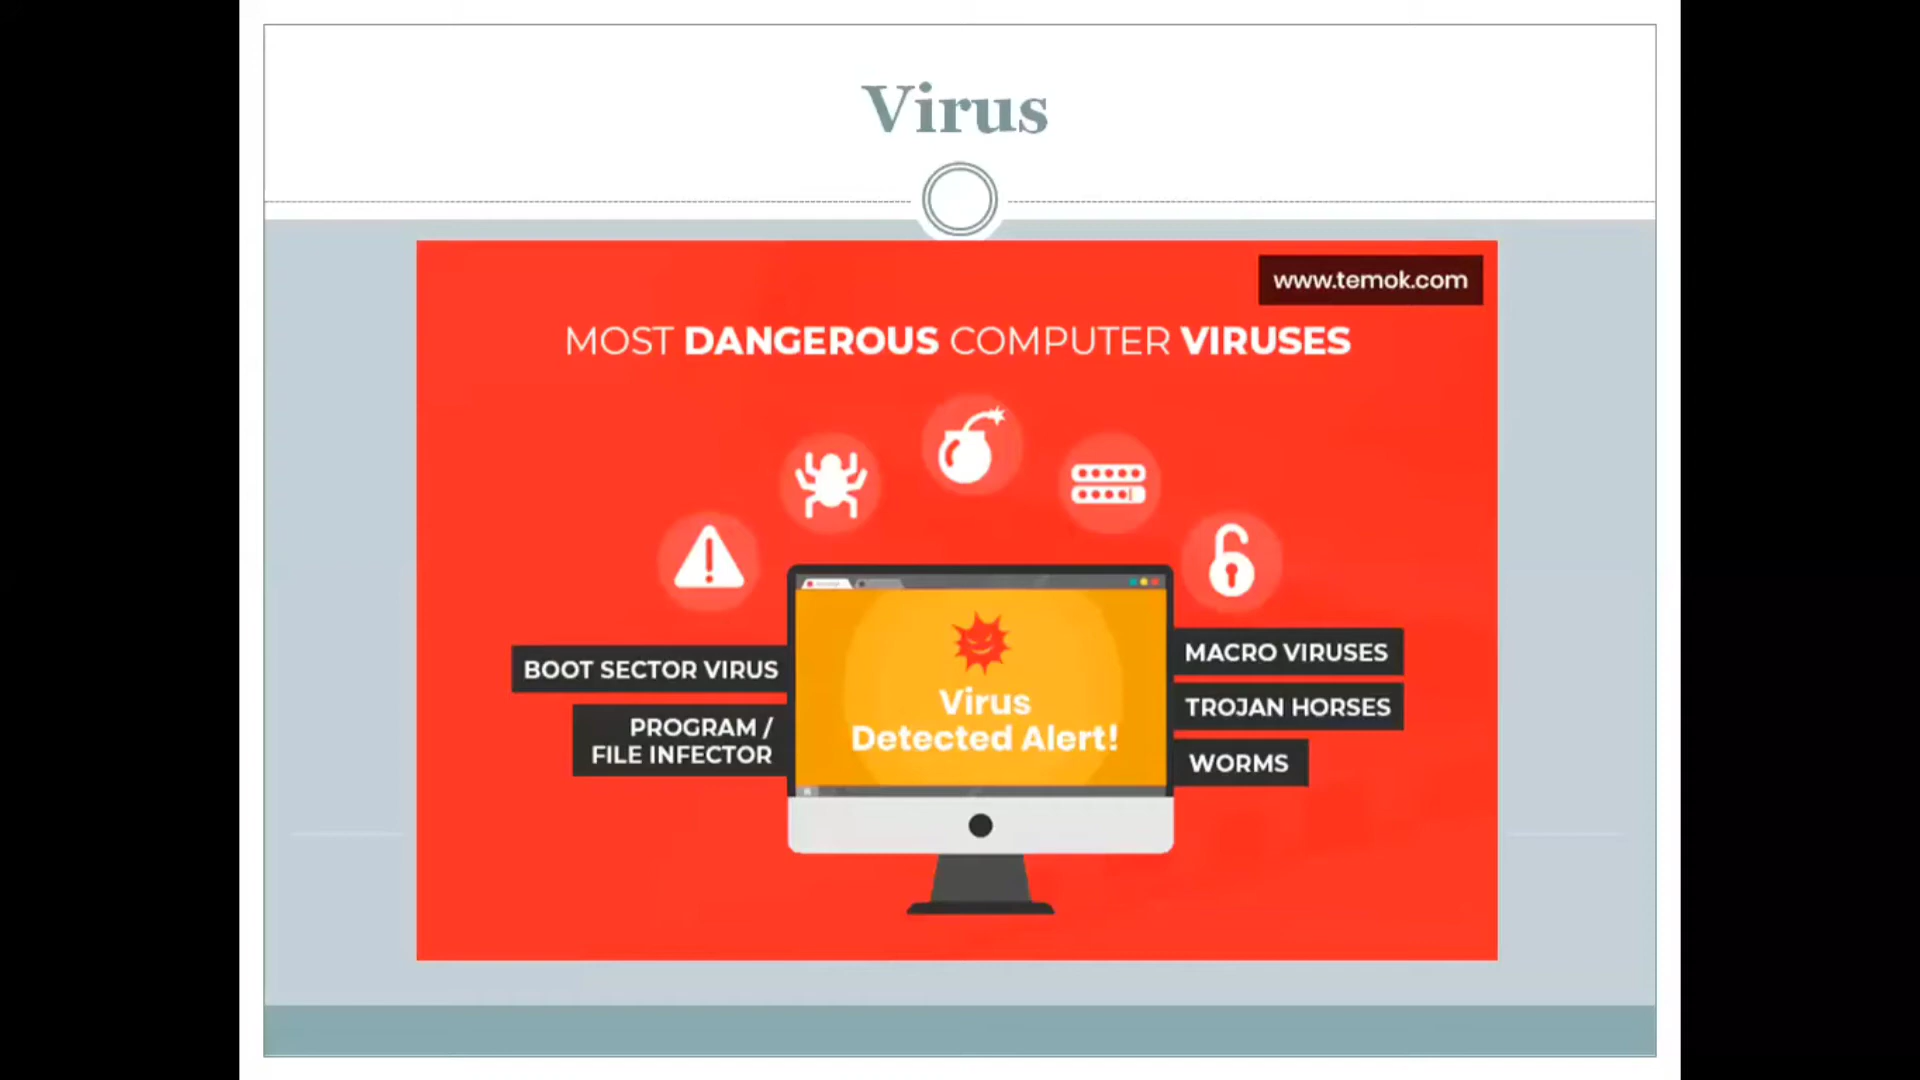 Virus
www.temok.com
MOST DANGEROUS COMPUTER VIRUSES
BOOT SECTOR VIRUS
PROGRAM /
FILE INFECTOR
Virus
Detected Alert!
MACRO VIRUSES
TROJAN HORSES
WORMS